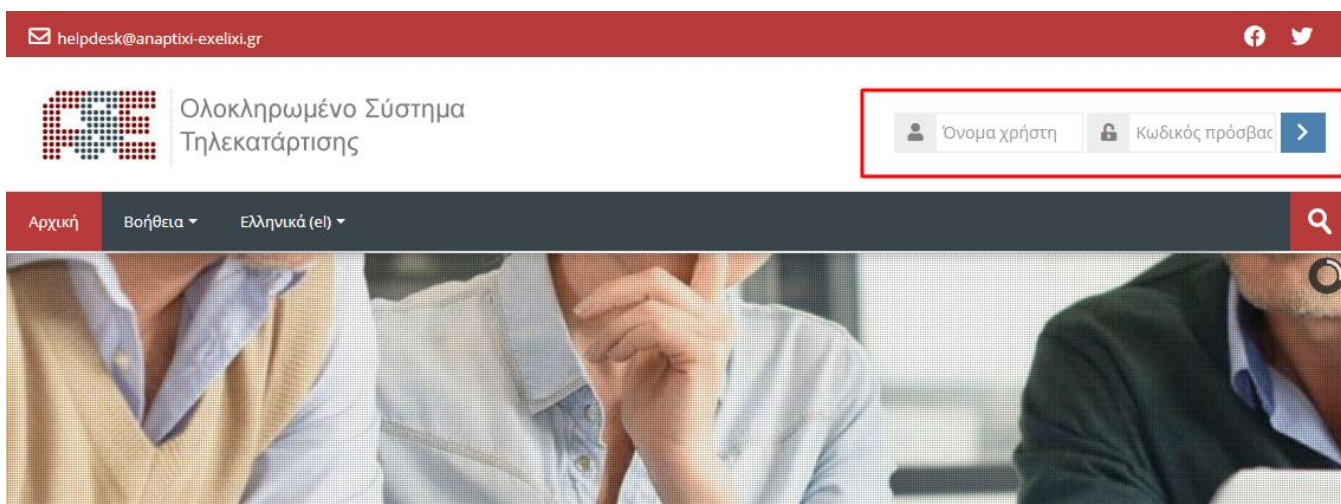 helpdesk@anaptixi-exelixi.gr
Ολοκληρωμένο Σύστημα
Τηλεκατάρτισης
Όνομα χρήστη
Κωδικός πρόσβας
Αρχική
Βοήθεια
Ελληνικά (el)